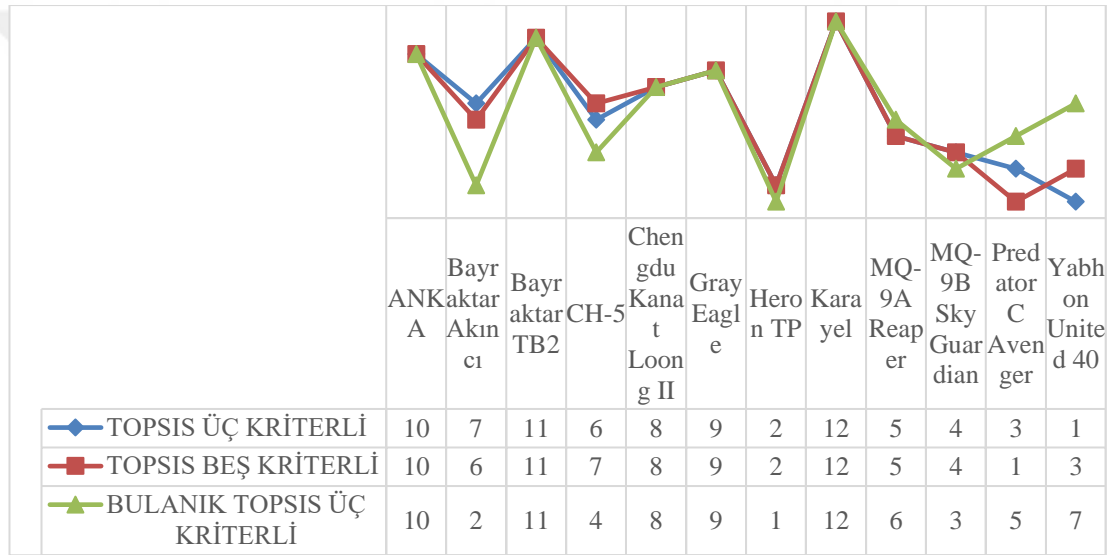 ANKA
Bayraktar Akıncı
Bayraktar TB2
CH-5
Chengdu Kanat Loong II
Gray Eagle
Heron TP
Karayel
MQ-9A Reaper
MQ-9B Sky Guardian
Predator C Avenger
Yabhon United 40
TOPSIS ÜÇ KRİTERLİ 10 7 11 6 8 9 2 12 5 4 3 1
TOPSIS BEŞ KRİTERLİ 10 6 11 7 8 9 2 12 5 4 1 3
BULANIK TOPSIS ÜÇ KRİTERLİ 10 2 11 4 8 9 1 12 6 3 5 7